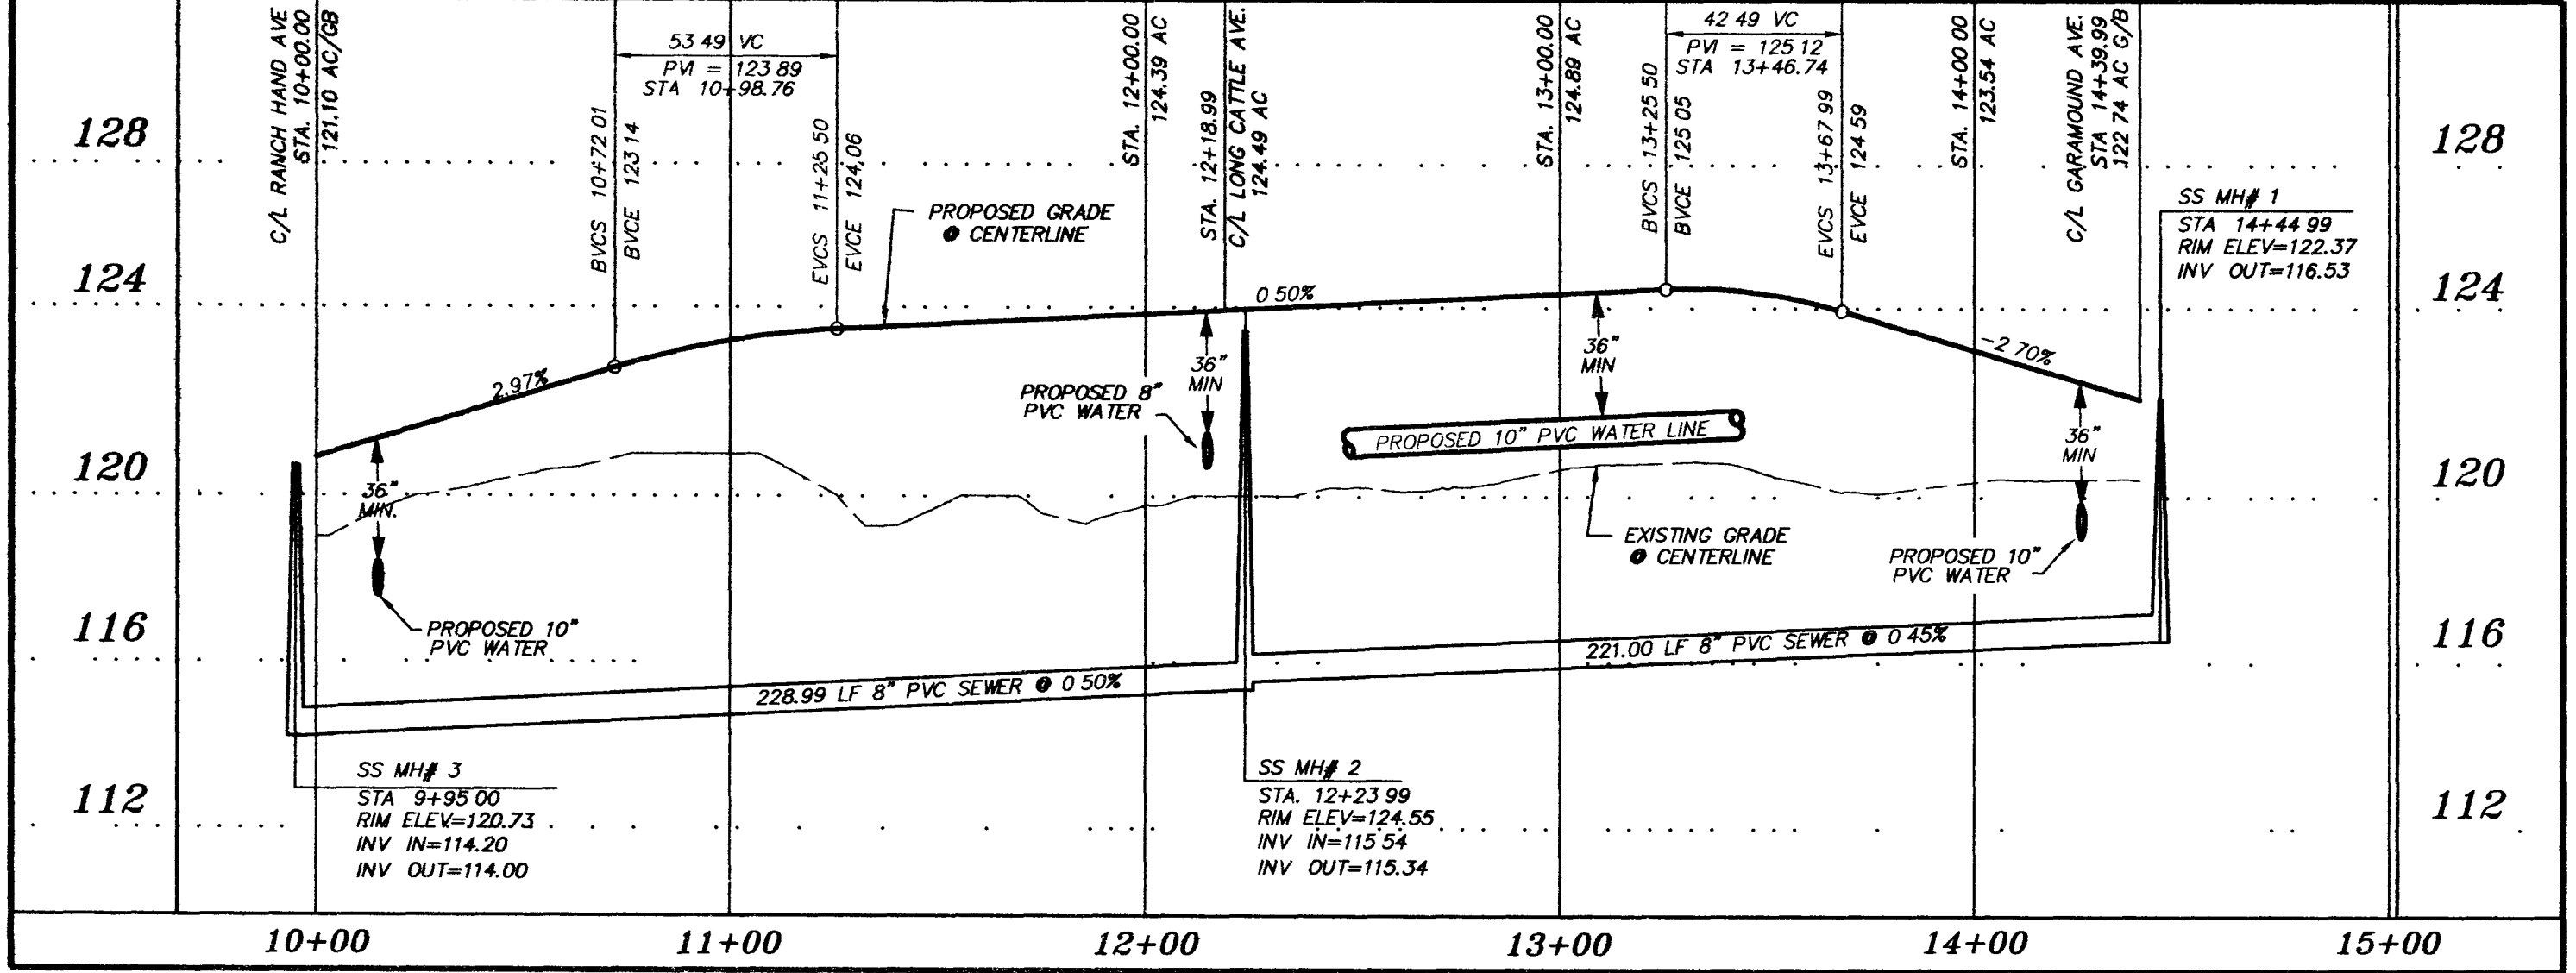 C/L RANCH HAND AVE
STA. 10+00.00
121.10 AC/GB
53 49 VC
PVI = 123 89
STA 10+98.76
BVCS 10+72 01
BVCE 123 14
EVCS 11+25 50
EVCE 124,06
STA. 12+00.00
124.39 AC
STA. 12+18.99
C/L LONG CATTLE AVE.
124.49 AC
STA. 13+00.00
124.89 AC
42 49 VC
PVI = 125 12
STA 13+46.74
BVCS 13+25 50
BVCE 125 05
EVCS 13+67 99
EVCE 124 59
STA. 14+00 00
123.54 AC
C/L GARAMOUND AVE.
STA 14+39.99
122 74 AC G/B
128
128
124
124
120
120
116
116
112
112
PROPOSED GRADE
@ CENTERLINE
SS MH# 1
STA 14+44 99
RIM ELEV=122.37
INV OUT=116.53
2.97%
0 50%
-2 70%
36"
MIN.
PROPOSED 10"
PVC WATER
36"
MIN
PROPOSED 8"
PVC WATER
36"
MIN
PROPOSED 10" PVC WATER LINE
36"
MIN
EXISTING GRADE
@ CENTERLINE
PROPOSED 10"
PVC WATER
228.99 LF 8" PVC SEWER @ 0 50%
221.00 LF 8" PVC SEWER @ 0 45%
SS MH# 3
STA 9+95 00
RIM ELEV=120.73
INV IN=114.20
INV OUT=114.00
SS MH# 2
STA. 12+23 99
RIM ELEV=124.55
INV IN=115 54
INV OUT=115.34
10+00
11+00
12+00
13+00
14+00
15+00